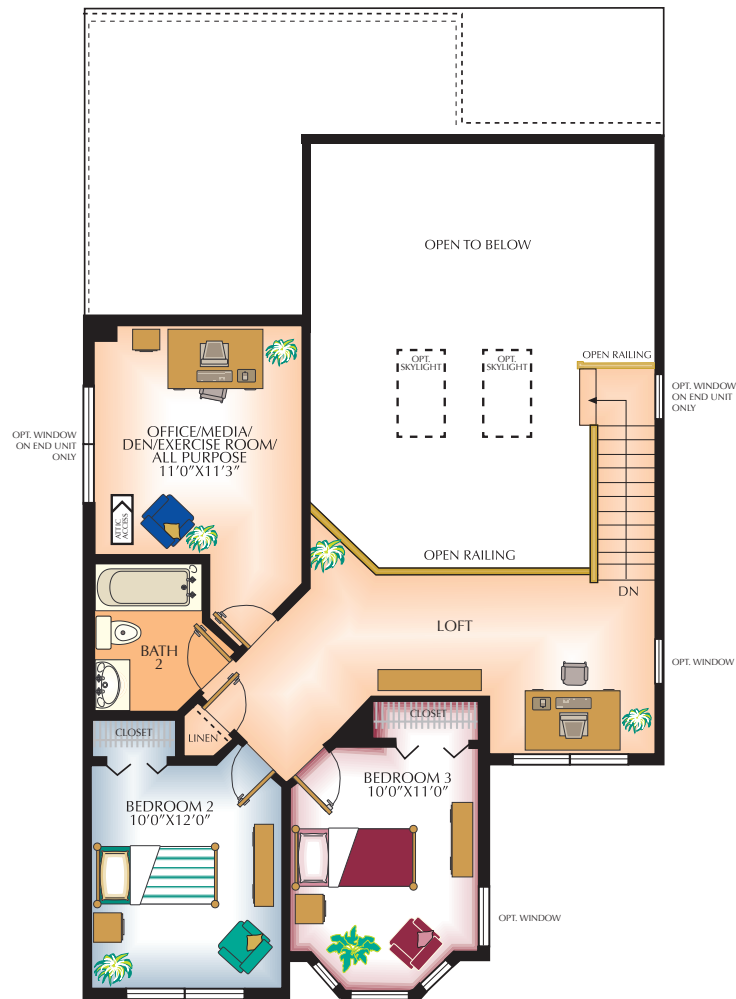 OPEN TO BELOW
OPT.
SKYLIGHT
OPT.
SKYLIGHT
OPEN RAILING
OPT. WINDOW
ON END UNIT
ONLY
OPT. WINDOW
ON END UNIT
ONLY
OFFICE/MEDIA/
DEN/EXERCISE ROOM/
ALL PURPOSE
11'0"X11'3"
ATTIC
ACCESS
OPEN RAILING
DN
LOFT
BATH
2
OPT. WINDOW
LINEN
CLOSET
CLOSET
BEDROOM 2
10'0"X12'0"
BEDROOM 3
10'0"X11'0"
OPT. WINDOW